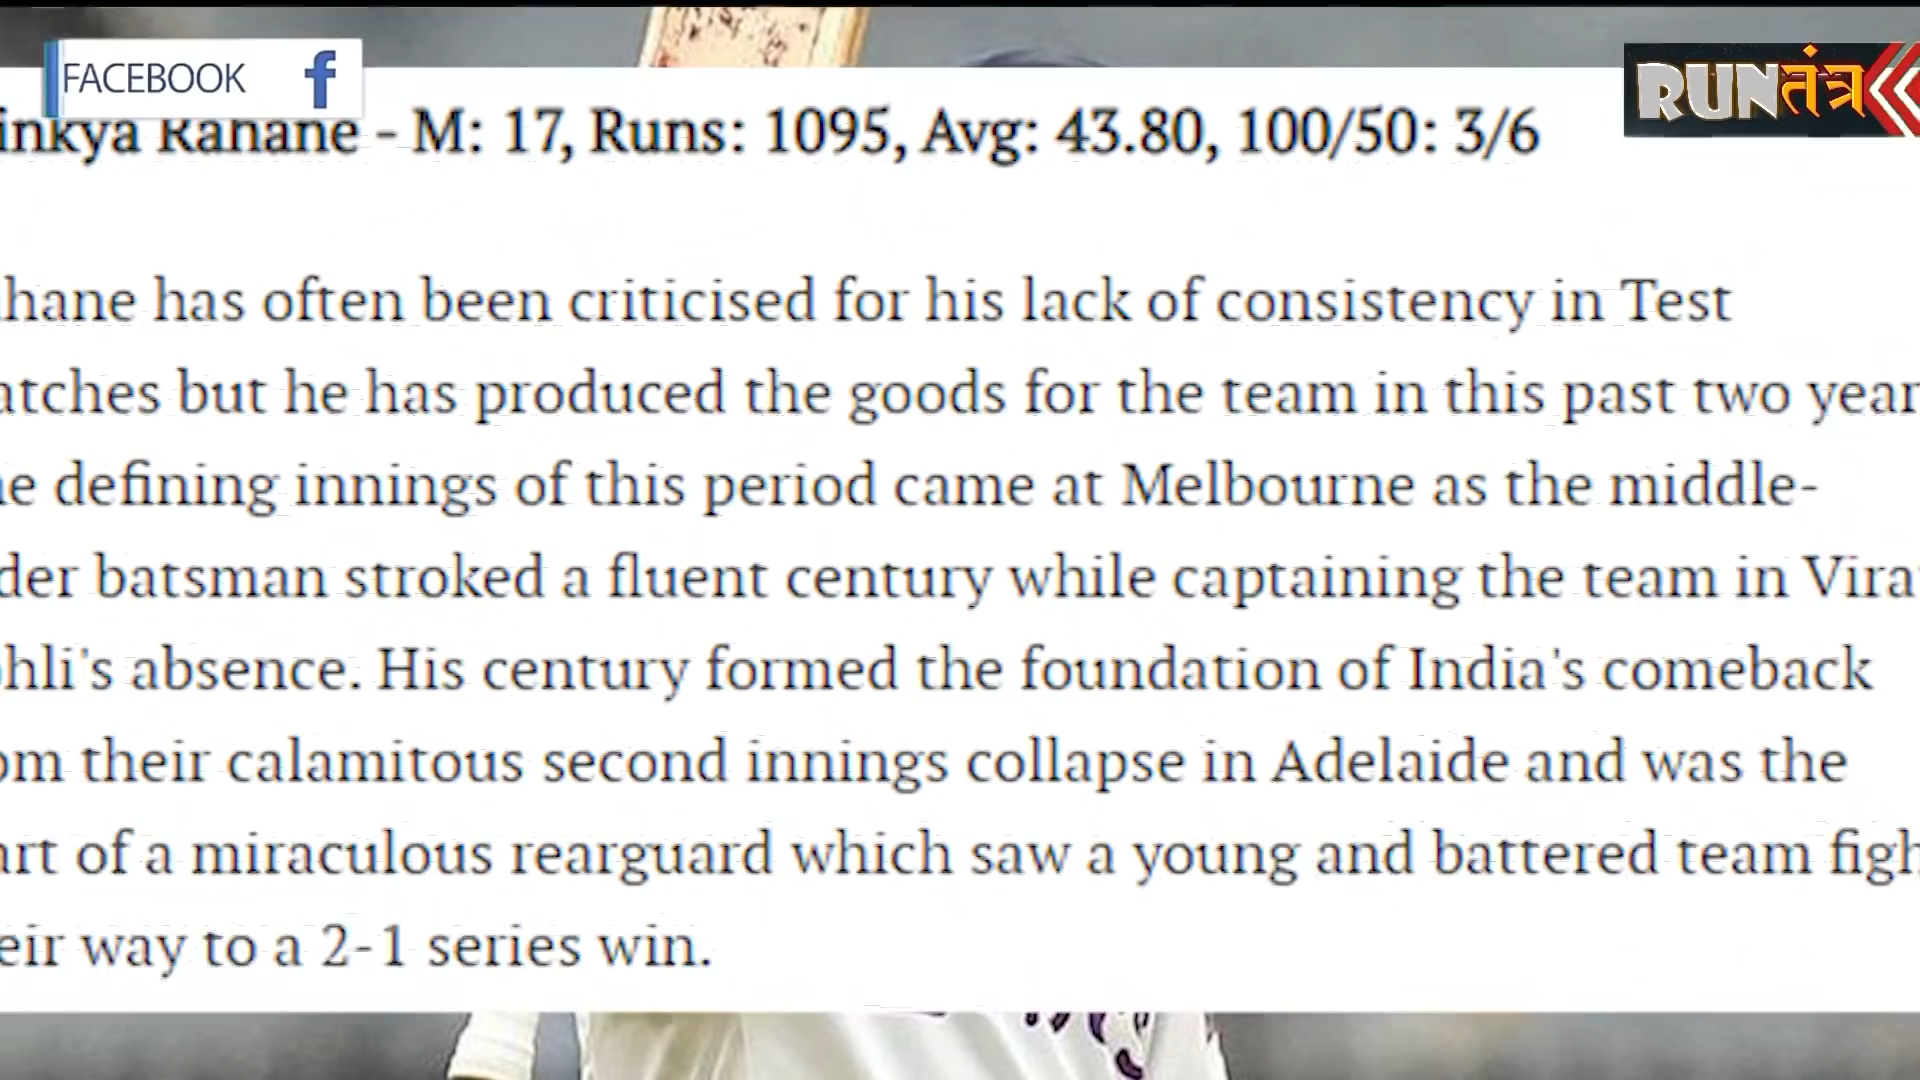 FACEBOOK f
RUNतंत्र
inkya Rahane - M: 17, Runs: 1095, Avg: 43.80, 100/50: 3/6
hane has often been criticised for his lack of consistency in Test
atches but he has produced the goods for the team in this past two year
e defining innings of this period came at Melbourne as the middle-
der batsman stroked a fluent century while captaining the team in Vira
hli's absence. His century formed the foundation of India's comeback
om their calamitous second innings collapse in Adelaide and was the
art of a miraculous rearguard which saw a young and battered team figh
eir way to a 2-1 series win.